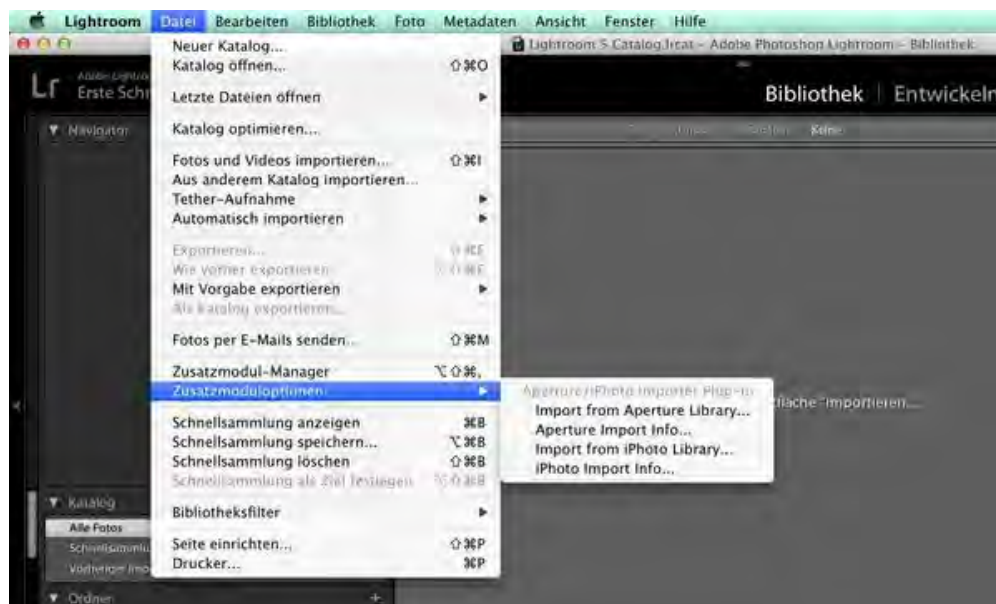 Lightroom Datei Bearbeiten Bibliothek Foto Metadaten Ansicht Fenster Hilfe
Lightroom 5 Catalog.lrcat – Adobe Photoshop Lightroom – Bibliothek
Lr
Erste Schr
Bibliothek | Entwickeln
Navigator
Keine
Neuer Katalog...
Katalog öffnen... ⇧⌘O
Letzte Dateien öffnen
Katalog optimieren....
Fotos und Videos importieren... ⇧⌘I
Aus anderem Katalog importieren...
Tether-Aufnahme
Automatisch importieren
Exportieren...
Wie vorher exportieren
Mit Vorgabe exportieren
Als Katalog exportieren...
Fotos per E-Mails senden... ⇧⌘M
Zusatzmodul-Manager ⌥⇧⌘,
Zusatzmoduloptionen
Aperture/iPhoto Importer Plug-in
Import from Aperture Library...
Aperture Import Info...
Import from iPhoto Library...
iPhoto Import Info...
fläche "Importieren...
Schnellsammlung anzeigen ⌘B
Schnellsammlung speichern... ⌥⌘B
Schnellsammlung löschen ⇧⌘B
Schnellsammlung als Ziel festlegen ⌥⇧⌘B
Bibliotheksfilter
Seite einrichten... ⇧⌘P
Drucker... ⌘P
Katalog
Alle Fotos
Schnellsammlu
Vorheriger Impo
Ordner +